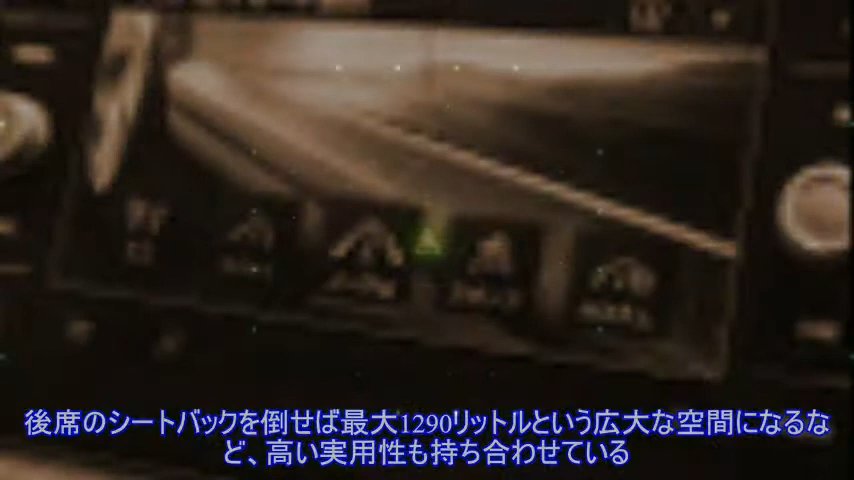 後席のシートバックを倒せば最大1290リットルという広大な空間になるな
ど、高い実用性も持ち合わせている